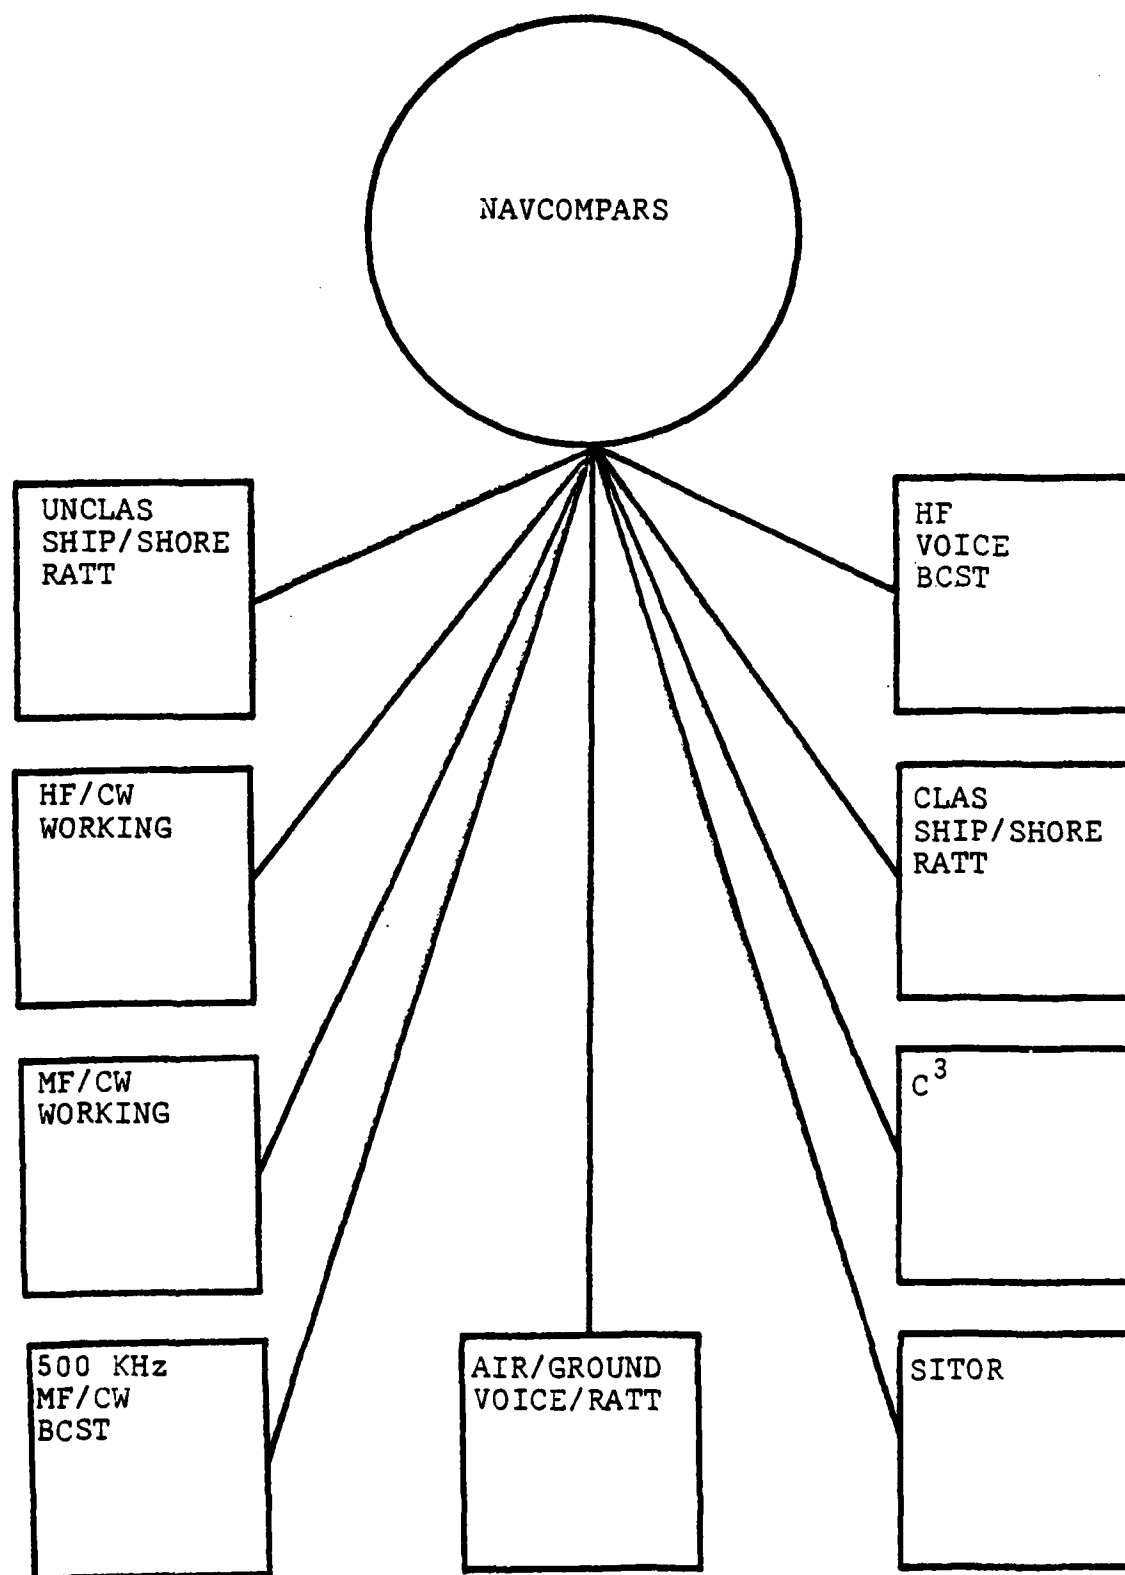 NAVCOMPARS
UNCLAS
SHIP/SHORE
RATT
HF
VOICE
BCST
HF/CW
WORKING
CLAS
SHIP/SHORE
RATT
MF/CW
WORKING
C³
500 KHz
MF/CW
BCST
AIR/GROUND
VOICE/RATT
SITOR